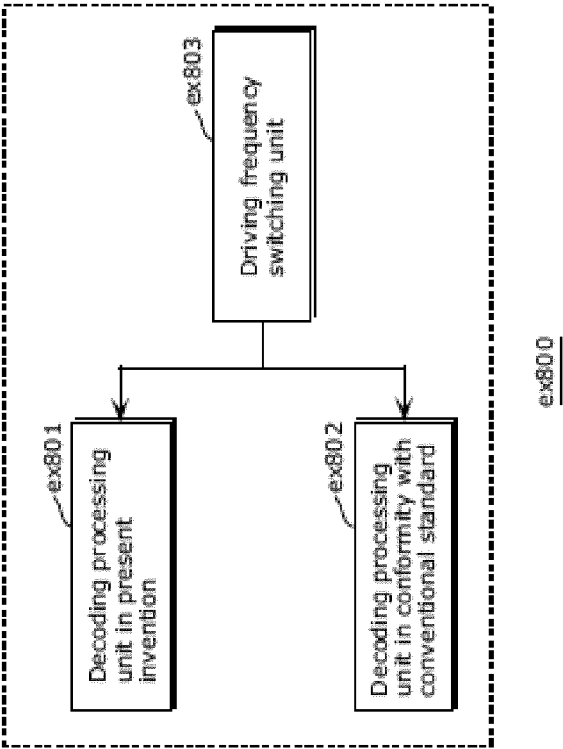 ex803
Driving frequency
switching unit
ex801
Decoding processing
unit in present
invention
ex802
Decoding processing
unit in conformity with
conventional standard
ex800